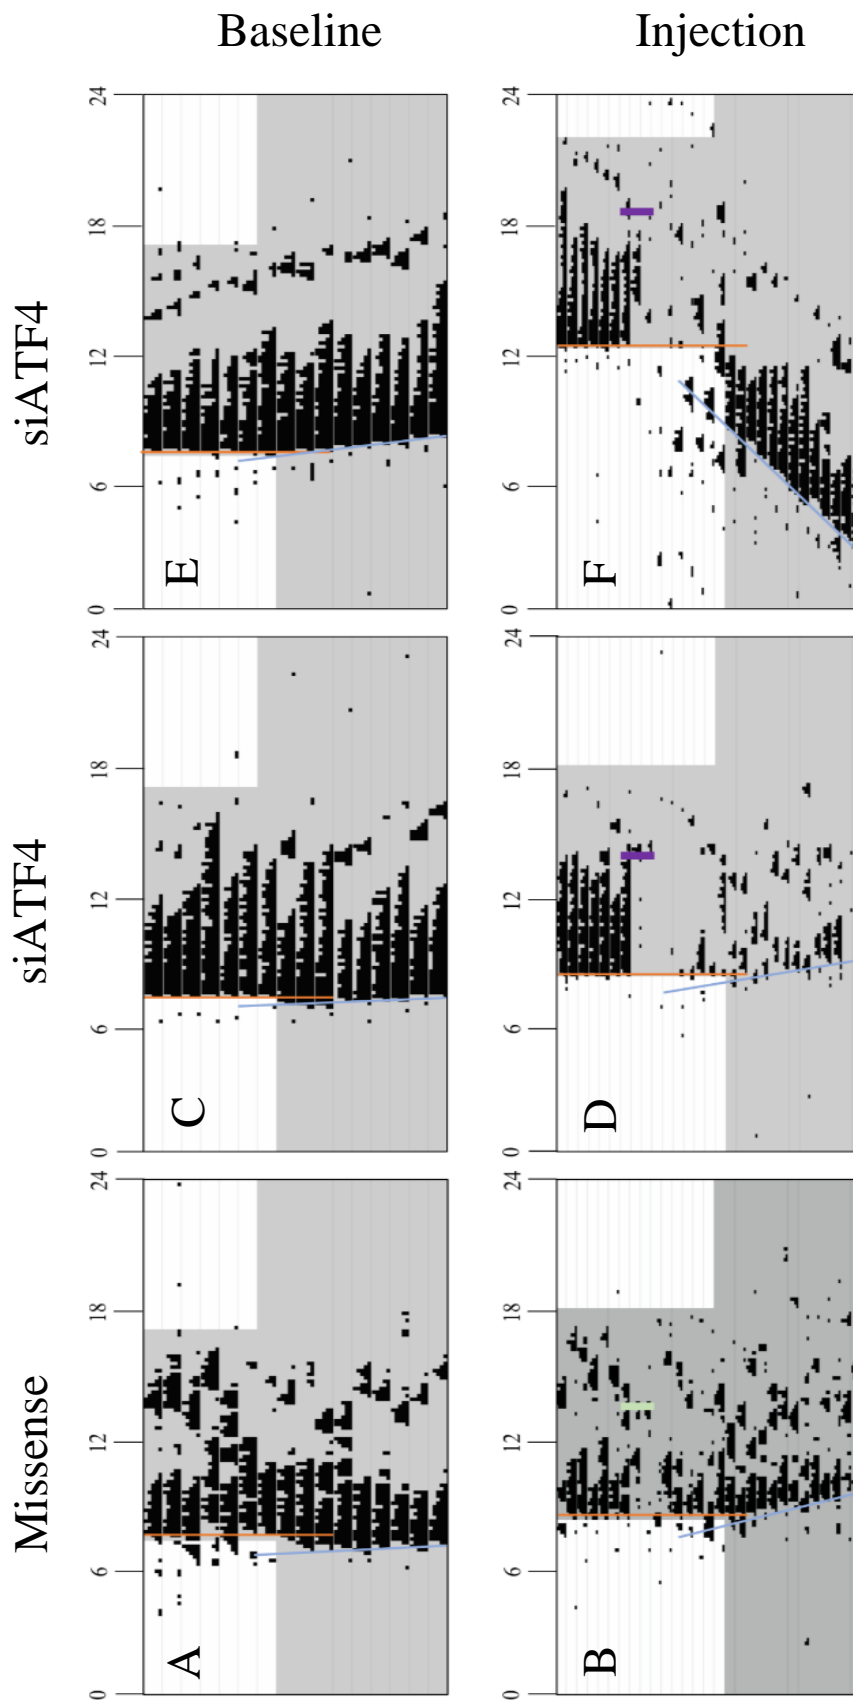 Missense siATF4 siATF4
Baseline
0 6 12 18 24 0 6 12 18 24 0 6 12 18 24
A C E
Injection
0 6 12 18 24 0 6 12 18 24 0 6 12 18 24
B D F